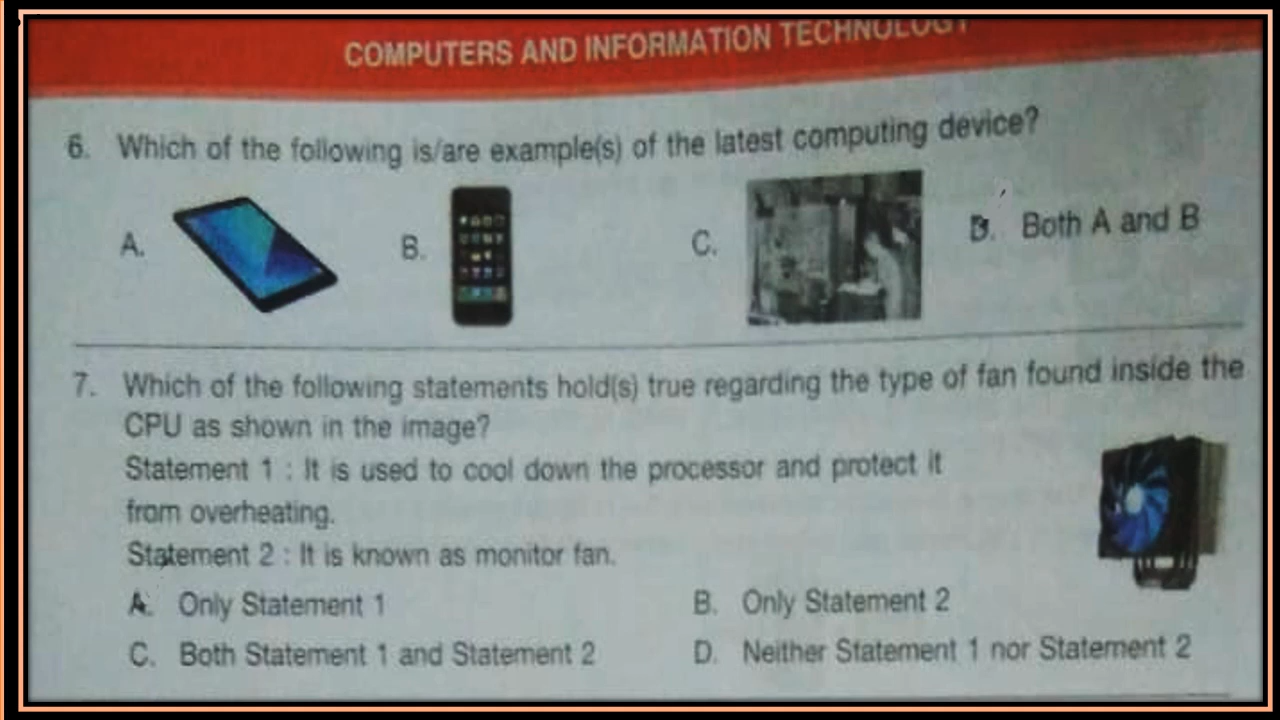 COMPUTERS AND INFORMATION TECHNOLOGY
6. Which of the following is/are example(s) of the latest computing device?
A. B. C. D. Both A and B
7. Which of the following statements hold(s) true regarding the type of fan found inside the
CPU as shown in the image?
Statement 1 : It is used to cool down the processor and protect it
from overheating.
Statement 2 : It is known as monitor fan.
A. Only Statement 1 B. Only Statement 2
C. Both Statement 1 and Statement 2 D. Neither Statement 1 nor Statement 2